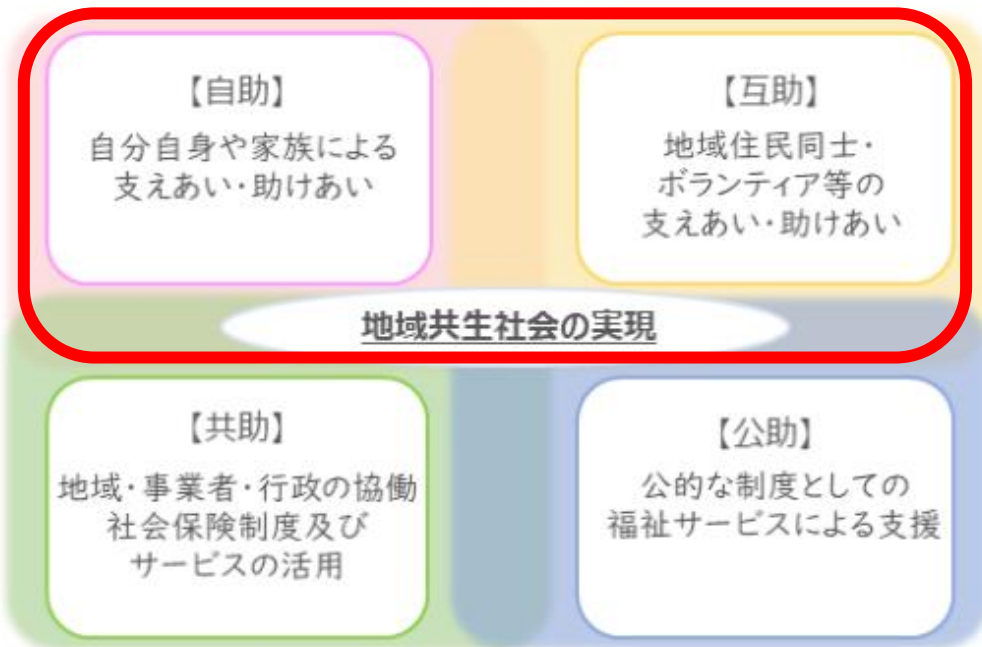 【自助】
自分自身や家族による
支えあい・助けあい
【互助】
地域住民同士・
ボランティア等の
支えあい・助けあい
地域共生社会の実現
【共助】
地域・事業者・行政の協働
社会保険制度及び
サービスの活用
【公助】
公的な制度としての
福祉サービスによる支援